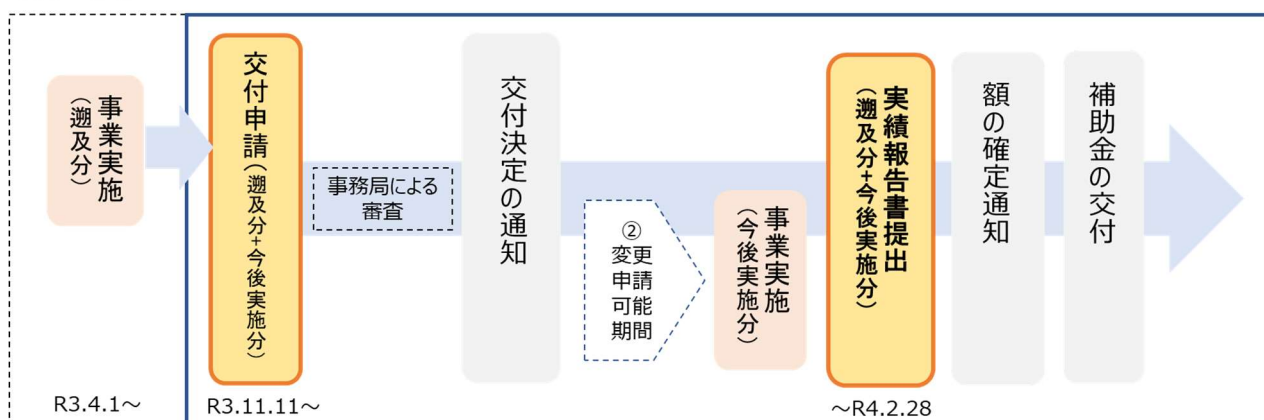 事業実施
（遡及分）
交付申請（遡及分+今後実施分）
事務局による
審査
交付決定の通知
②
変更
申請
可能
期間
事業実施
（今後実施分）
実績報告書提出
（遡及分+今後実施分）
額の確定通知
補助金の交付
R3.4.1～
R3.11.11～
～R4.2.28